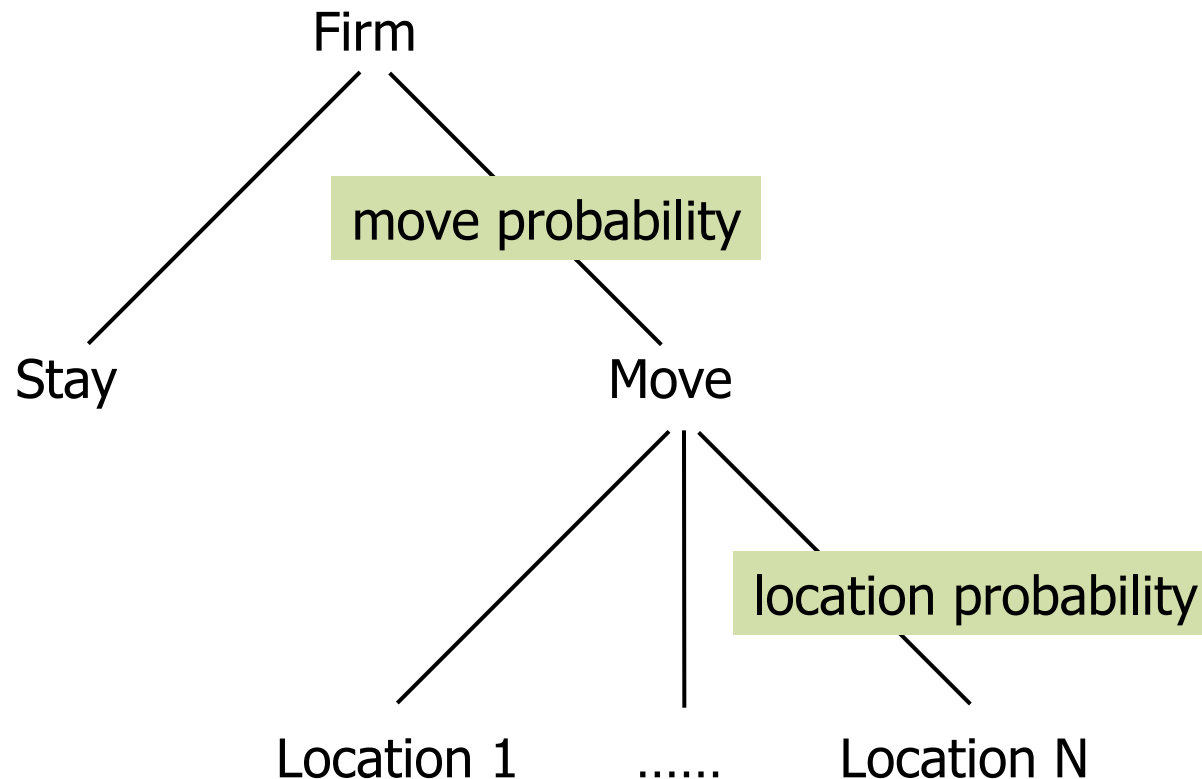 Firm
move probability
Stay
Move
location probability
Location 1
......
Location N